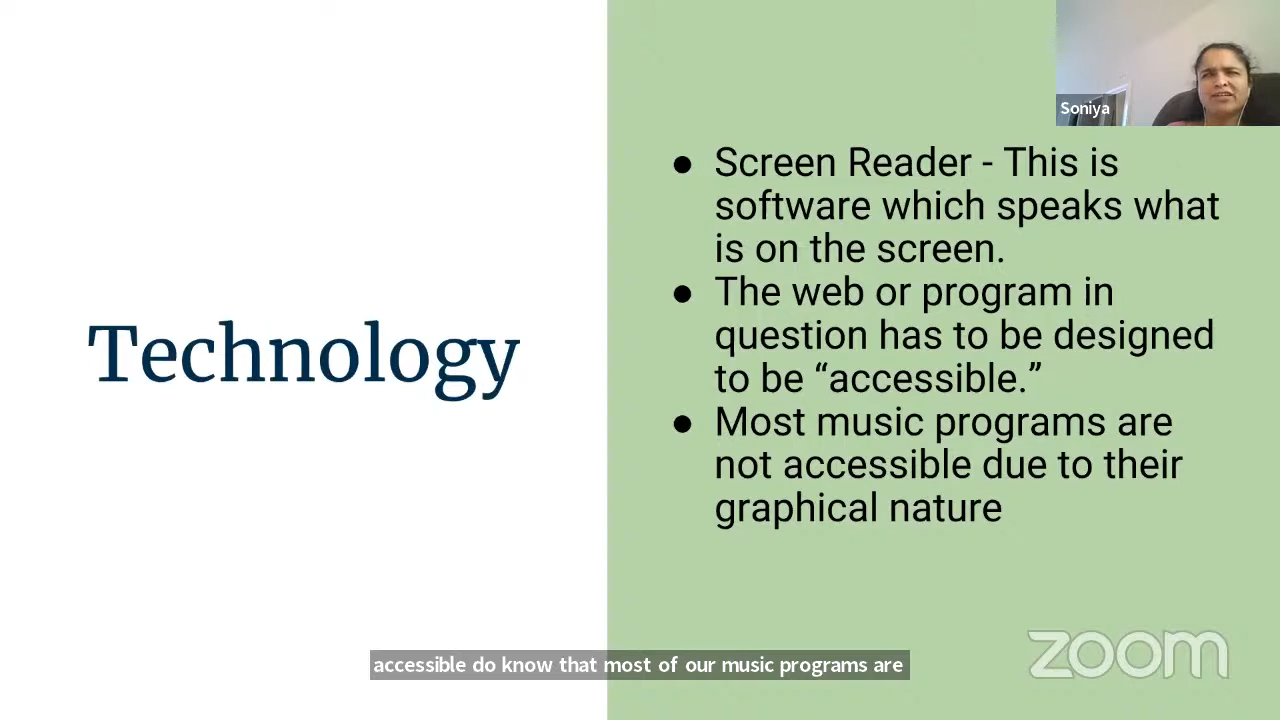 Soniya
Technology
● Screen Reader - This is
software which speaks what
is on the screen.
● The web or program in
question has to be designed
to be “accessible.”
● Most music programs are
not accessible due to their
graphical nature
accessible do know that most of our music programs are
zoom